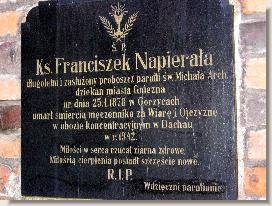 Ś. P.
Ks. Franciszek Napierała
długoletni i zasłużony proboszcz parafii św. Michała Arch.
dziekan miasta Gniezna
ur. dnia 25.I.1878 w Gorzycach
umarł śmiercią męczeńską za Wiarę i Ojczyznę
w obozie koncentracyjnym w Dachau
w r. 1942.
Miłości w serca rzucał ziarna zdrowe.
Miłością cierpienia posiadł szczęście nowe.
R.I.P.
Wdzięczni parafianie